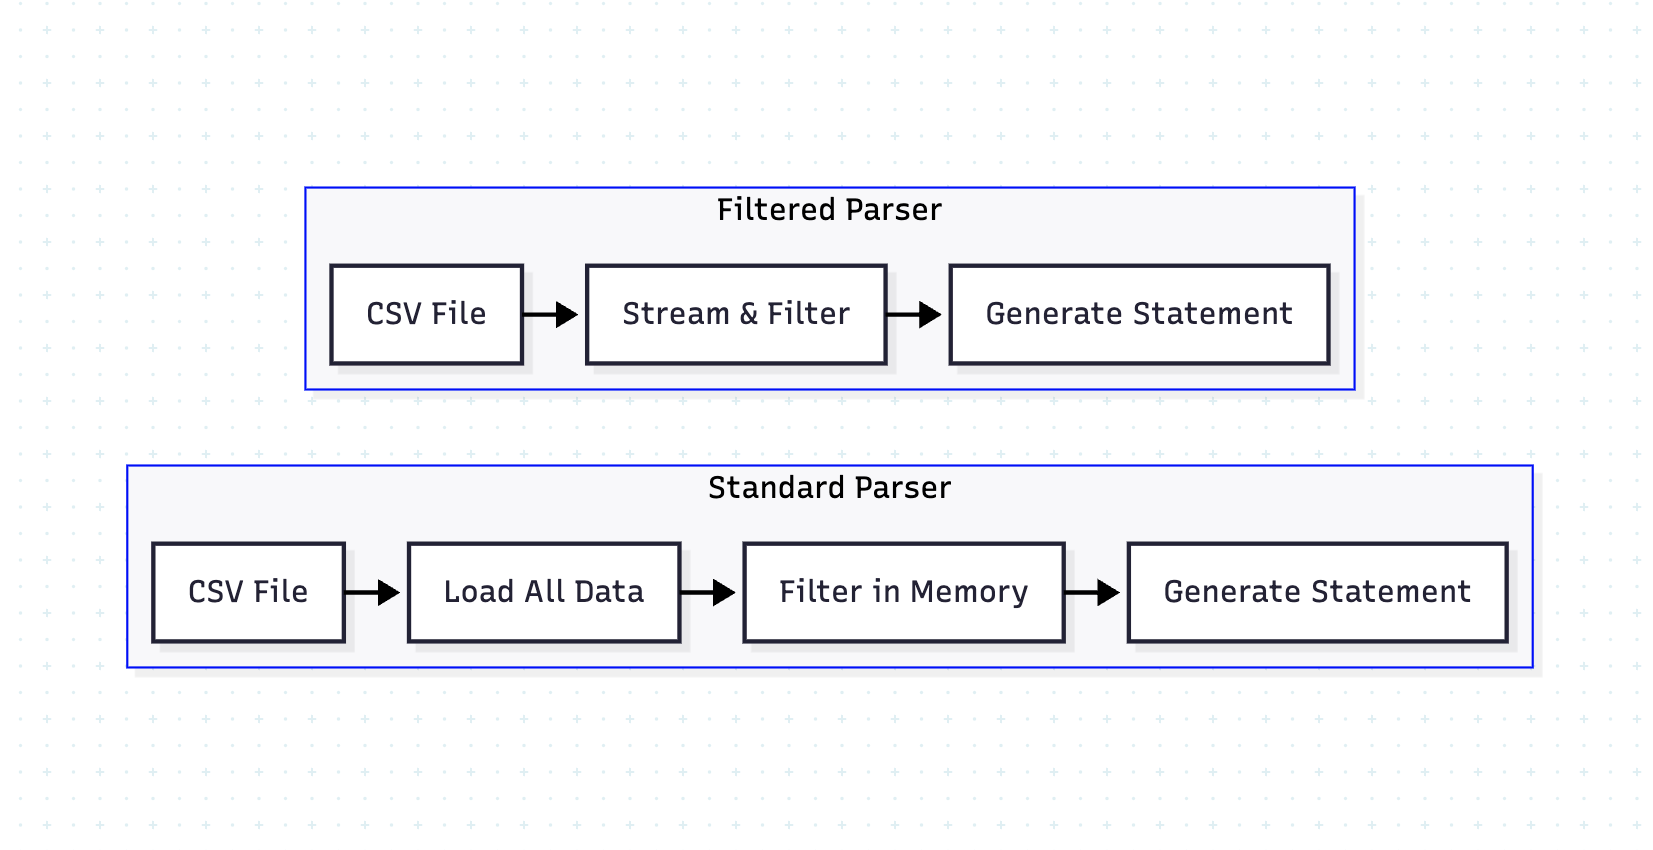 Filtered Parser
CSV File
Stream & Filter
Generate Statement
Standard Parser
CSV File
Load All Data
Filter in Memory
Generate Statement